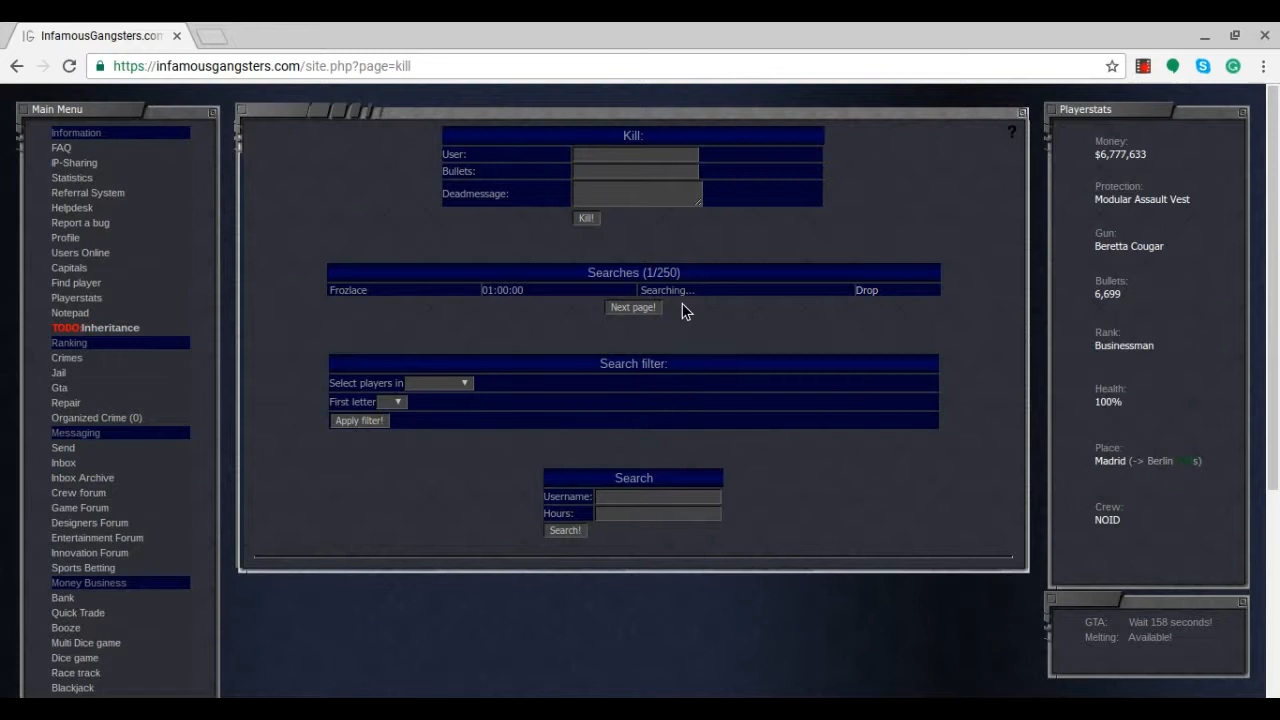 InfamousGangsters.com
https://infamousgangsters.com/site.php?page=kill
Main Menu
Information
FAQ
IP-Sharing
Statistics
Referral System
Helpdesk
Report a bug
Profile
Users Online
Capitals
Find player
Playerstats
Notepad
TODO:Inheritance
Ranking
Crimes
Jail
Gta
Repair
Organized Crime (0)
Messaging
Send
Inbox
Inbox Archive
Crew forum
Game Forum
Designers Forum
Entertainment Forum
Innovation Forum
Sports Betting
Money Business
Bank
Quick Trade
Booze
Multi Dice game
Dice game
Race track
Blackjack
?
Kill:
User:
Bullets:
Deadmessage:
Kill!
Searches (1/250)
Frozlace 01:00:00 Searching... Drop
Next page!
Search filter:
Select players in
First letter
Apply filter!
Search
Username:
Hours:
Search!
Playerstats
Money:
$6,777,633
Protection:
Modular Assault Vest
Gun:
Beretta Cougar
Bullets:
6,699
Rank:
Businessman
Health:
100%
Place:
Madrid (-> Berlin s)
Crew:
NOID
GTA: Wait 158 seconds!
Melting: Available!